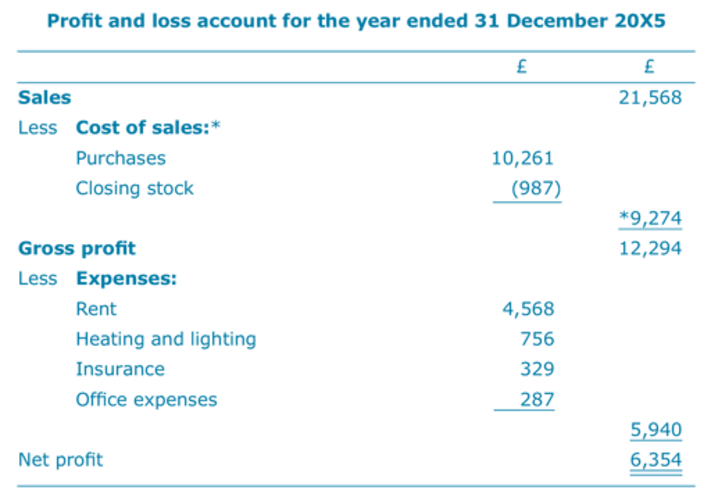 Profit and loss account for the year ended 31 December 20X5
£ £
Sales 21,568
Less Cost of sales:*
Purchases 10,261
Closing stock (987)
*9,274
Gross profit 12,294
Less Expenses:
Rent 4,568
Heating and lighting 756
Insurance 329
Office expenses 287
5,940
Net profit 6,354